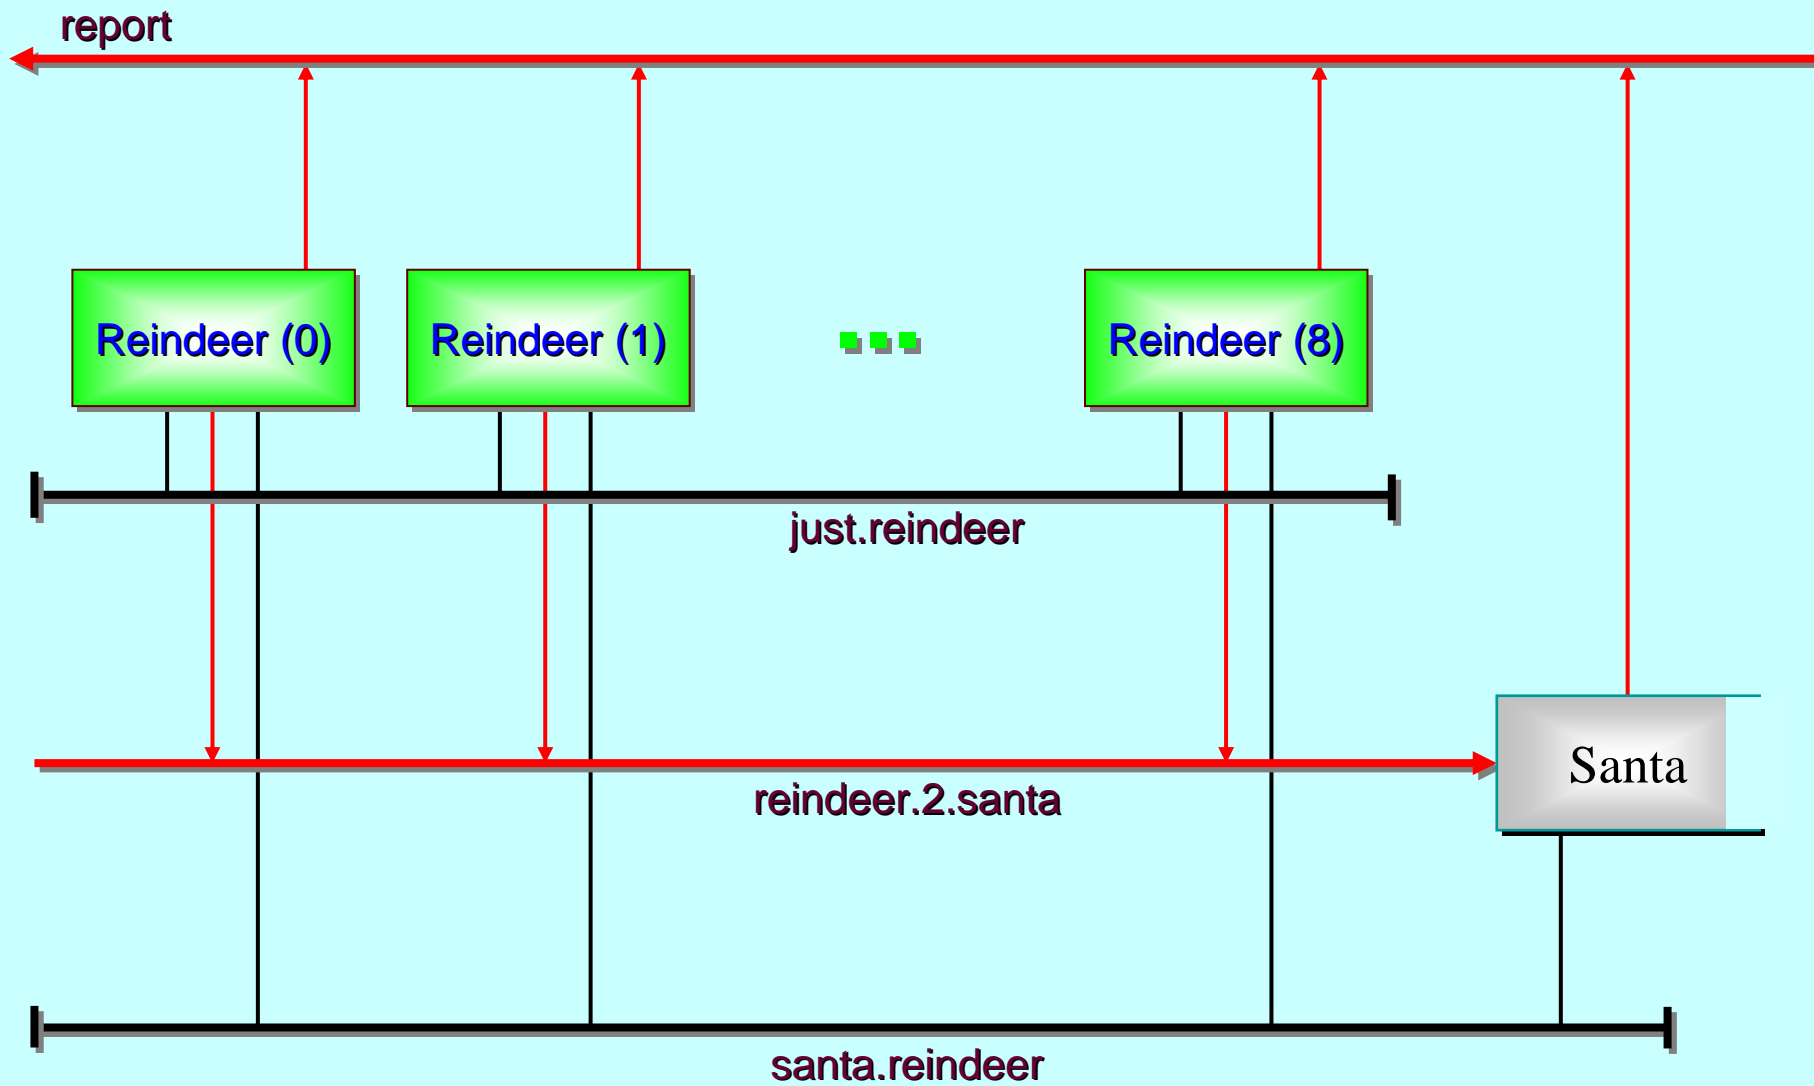 report
Reindeer (0) Reindeer (1) Reindeer (8)
just.reindeer
Santa
reindeer.2.santa
santa.reindeer